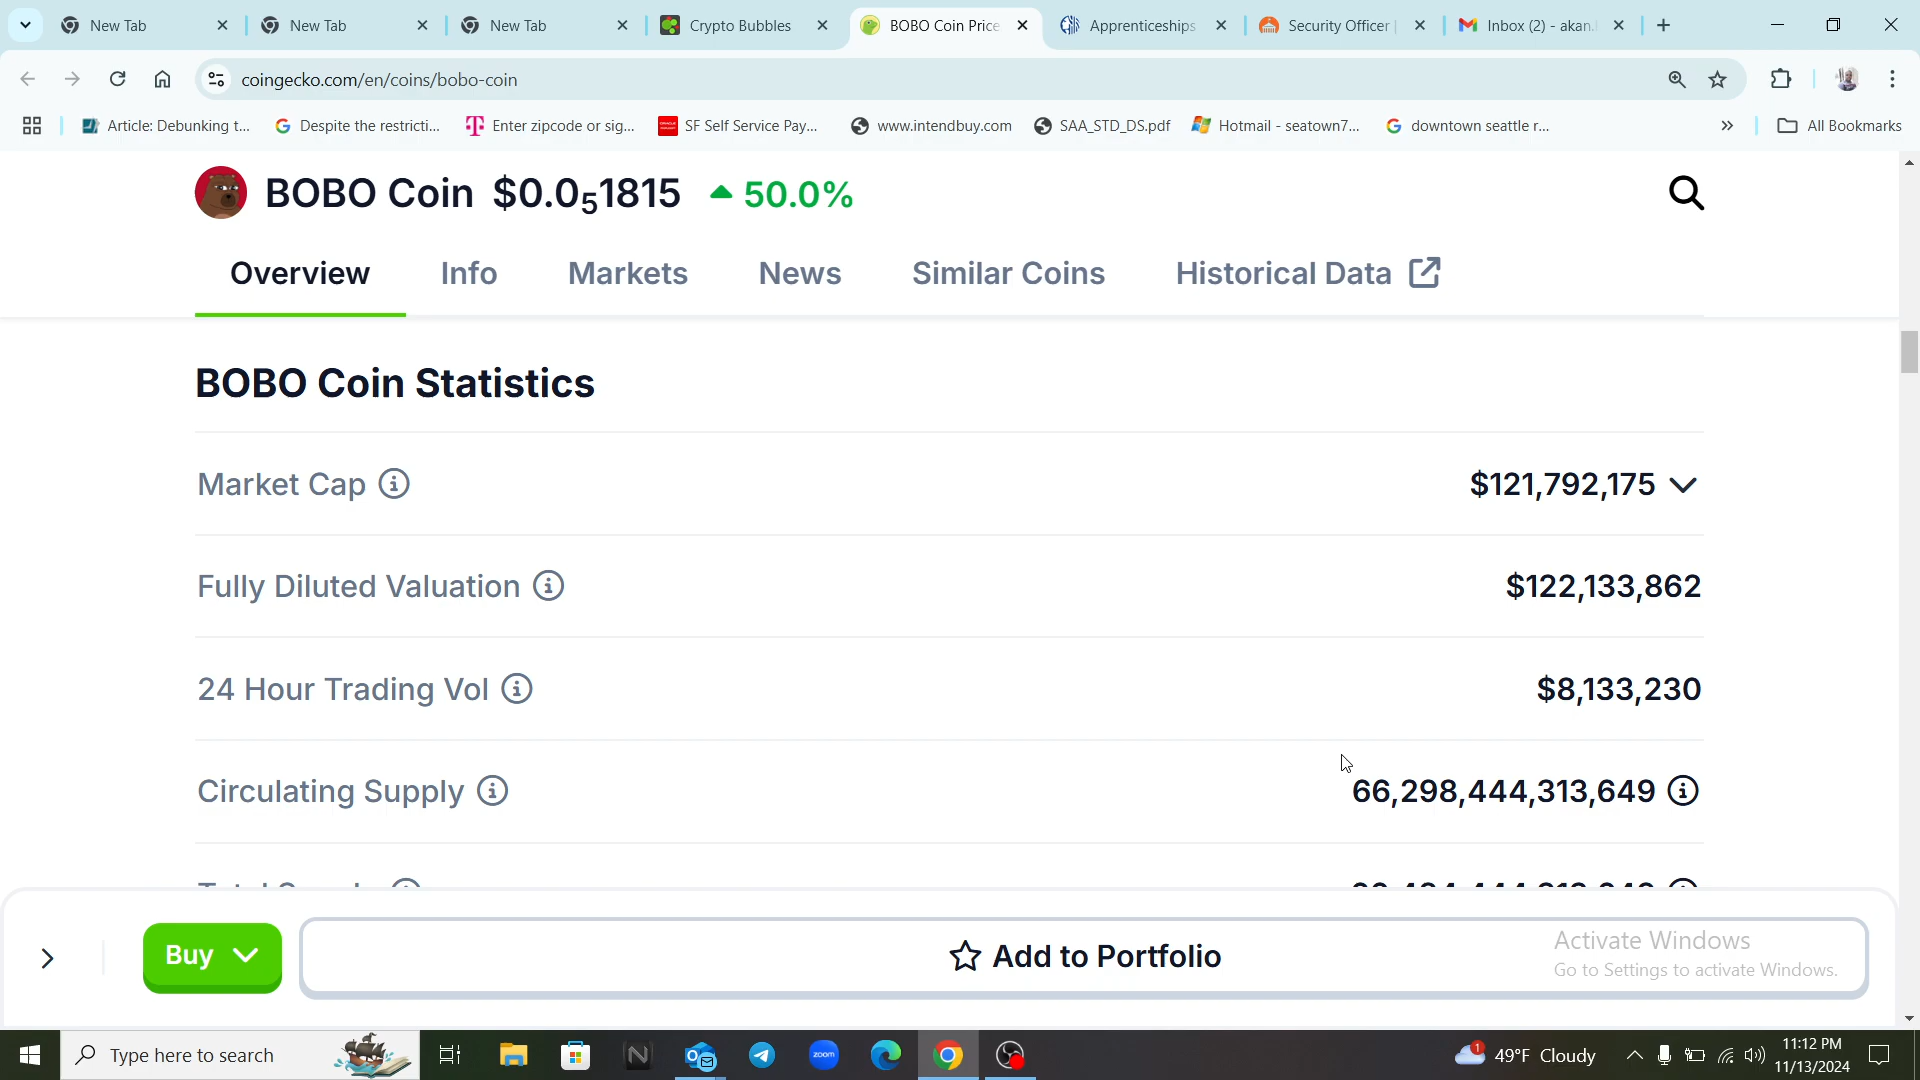 New Tab
New Tab
New Tab
Crypto Bubbles
BOBO Coin Price
Apprenticeships
Security Officer |
Inbox (2) - akan.
coingecko.com/en/coins/bobo-coin
Article: Debunking t...
Despite the restricti...
Enter zipcode or sig...
SF Self Service Pay...
www.intendbuy.com
SAA_STD_DS.pdf
Hotmail - seatown7...
downtown seattle r...
All Bookmarks
BOBO Coin $0.0₅1815 50.0%
Overview
Info
Markets
News
Similar Coins
Historical Data
BOBO Coin Statistics
Market Cap
$121,792,175
Fully Diluted Valuation
$122,133,862
24 Hour Trading Vol
$8,133,230
Circulating Supply
66,298,444,313,649
Buy
Add to Portfolio
Activate Windows
Go to Settings to activate Windows.
Type here to search
zoom
1
49°F Cloudy
11:12 PM
11/13/2024